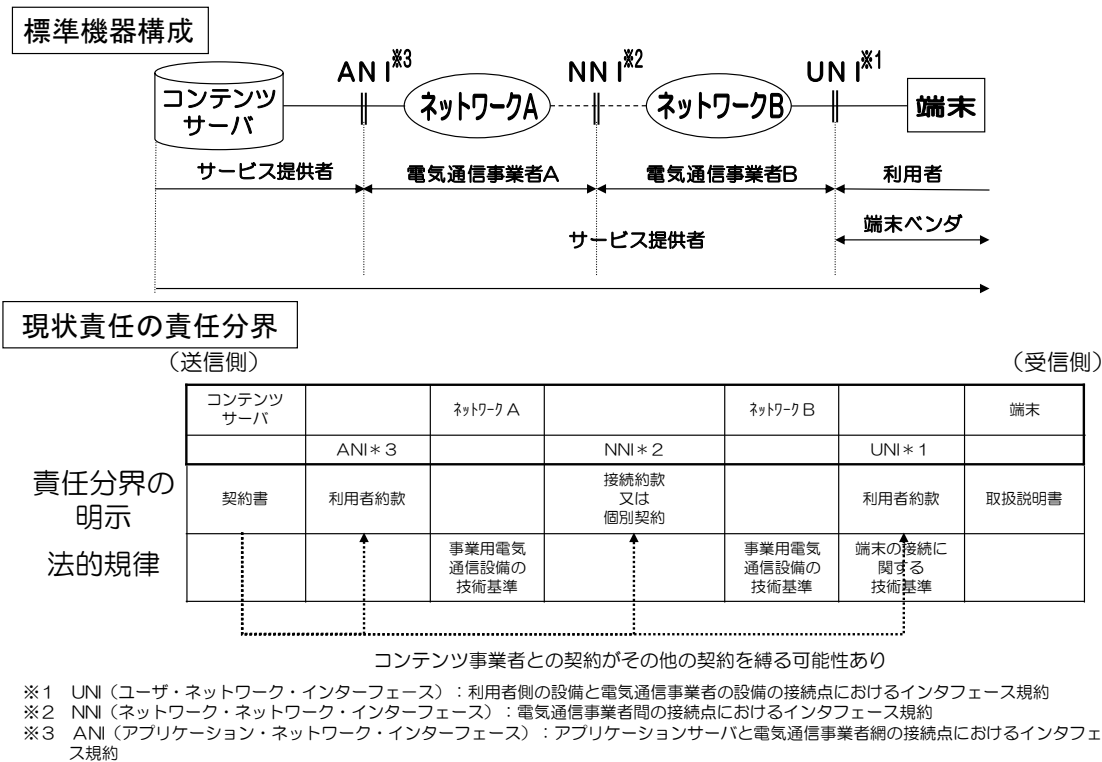 標準機器構成
ANI※3 NNI※2 UNI※1
コンテンツ
サーバ
ネットワークA
ネットワークB
端末
サービス提供者 電気通信事業者A 電気通信事業者B 利用者
サービス提供者 端末ベンダ
現状責任の責任分界
（送信側） （受信側）
コンテンツ
サーバ
ネットワークA ネットワークB 端末
ANI＊3 NNI＊2 UNI＊1
責任分界の
明示
契約書 利用者約款
接続約款
又は
個別契約
利用者約款 取扱説明書
法的規律
事業用電気
通信設備の
技術基準
事業用電気
通信設備の
技術基準
端末の接続に
関する
技術基準
コンテンツ事業者との契約がその他の契約を縛る可能性あり
※1 UNI（ユーザ・ネットワーク・インターフェース）：利用者側の設備と電気通信事業者の設備の接続点におけるインタフェース規約
※2 NNI（ネットワーク・ネットワーク・インターフェース）：電気通信事業者間の接続点におけるインタフェース規約
※3 ANI（アプリケーション・ネットワーク・インターフェース）：アプリケーションサーバと電気通信事業者網の接続点におけるインタフェ
ース規約